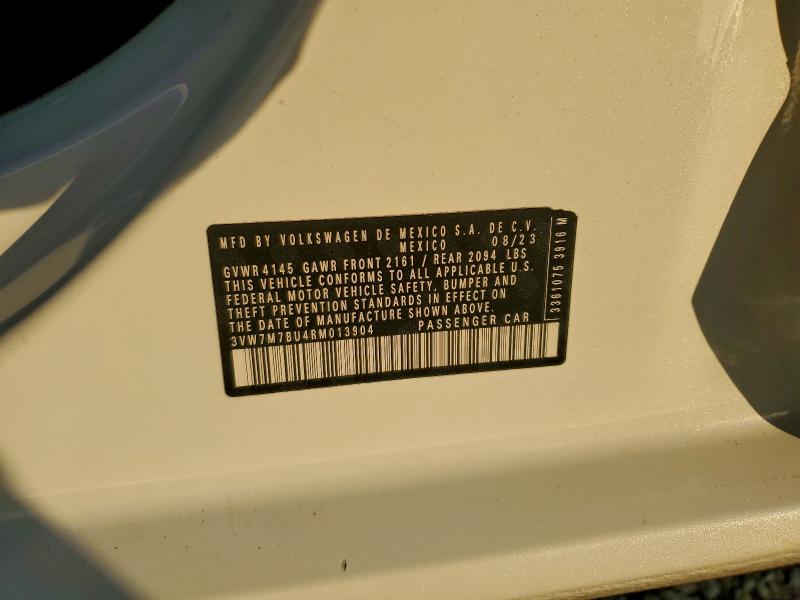 MFD BY VOLKSWAGEN DE MEXICO S.A. DE C.V.
MEXICO 08/23
GVWR 4145 GAWR FRONT 2161 / REAR 2094 LBS
THIS VEHICLE CONFORMS TO ALL APPLICABLE U.S.
FEDERAL MOTOR VEHICLE SAFETY, BUMPER AND
THEFT PREVENTION STANDARDS IN EFFECT ON
THE DATE OF MANUFACTURE SHOWN ABOVE.
3VW7M7BU4RM013904 PASSENGER CAR
3361075 3916 M